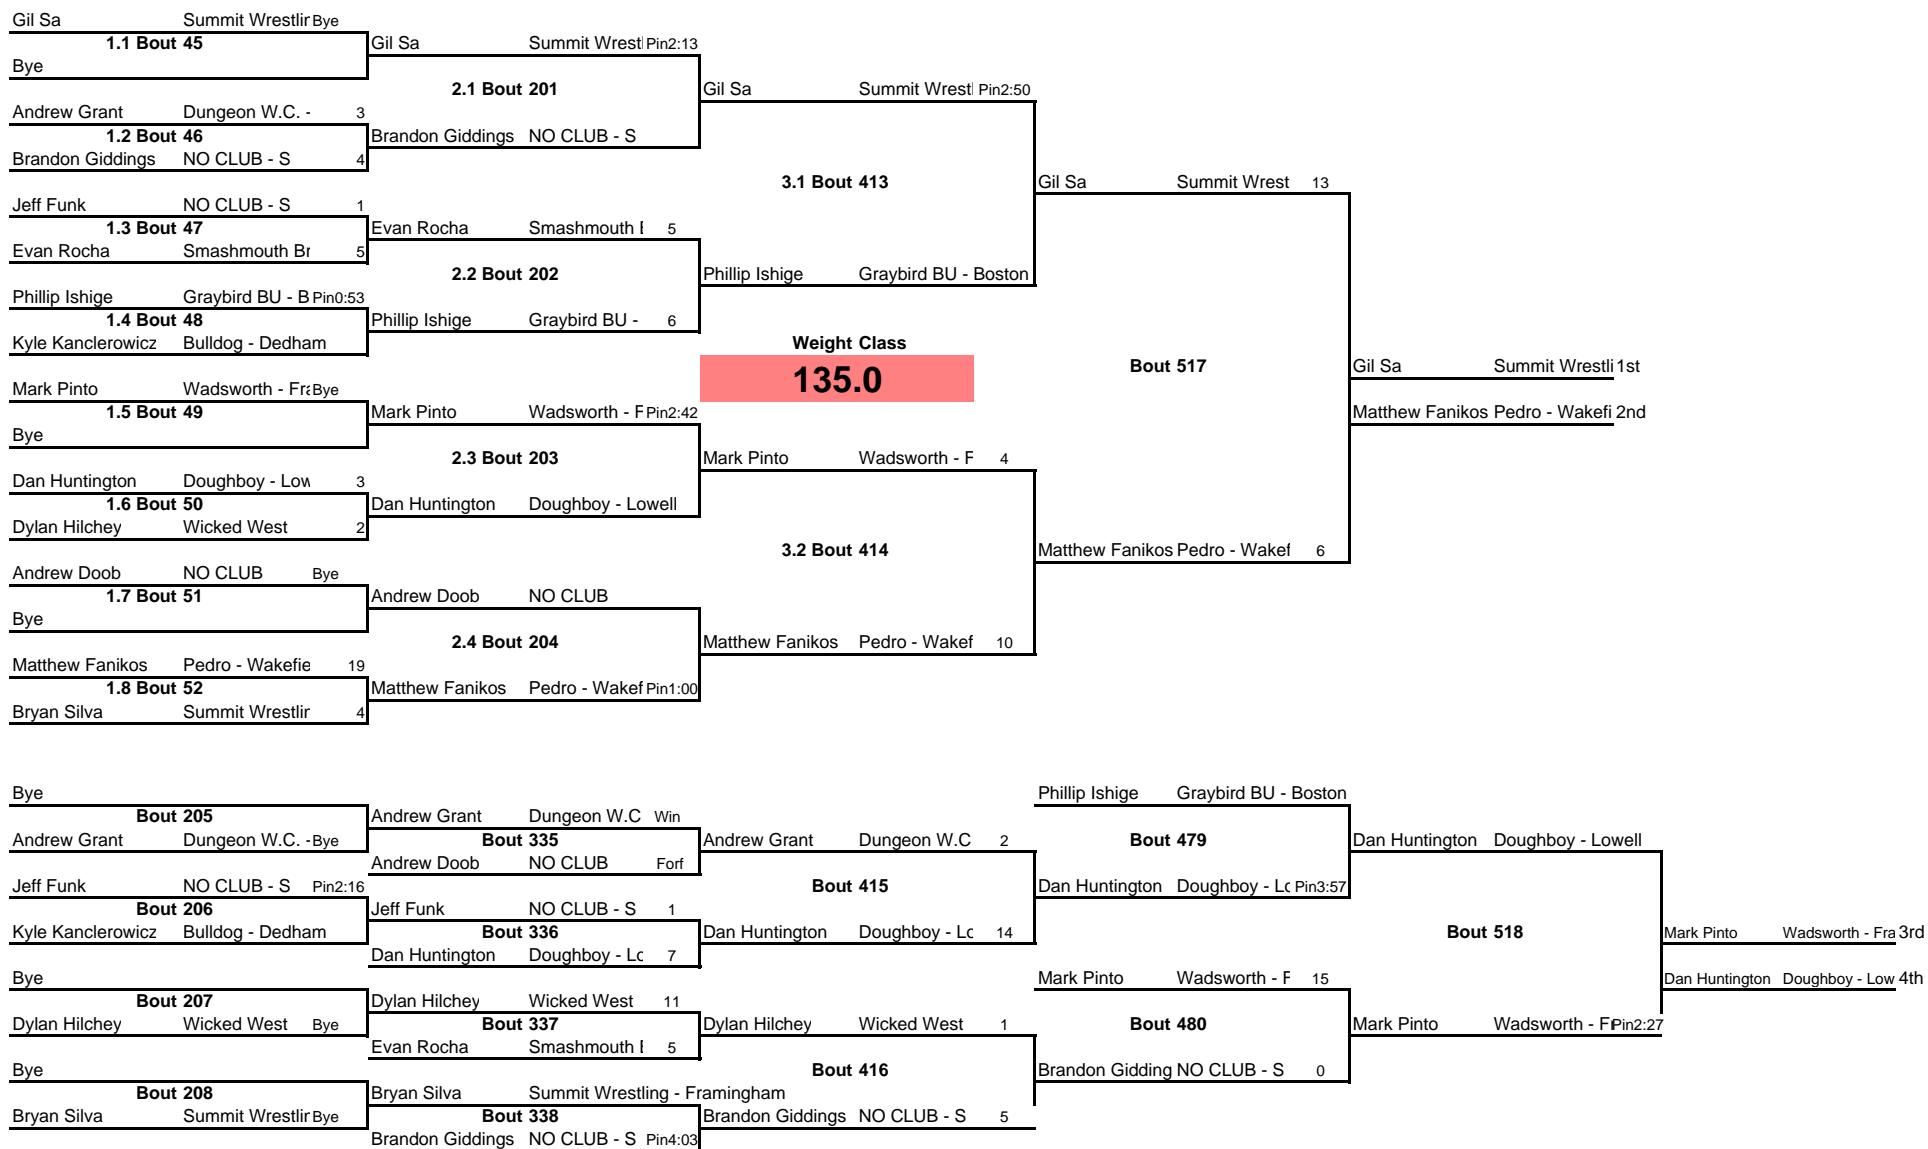 Gil Sa Summit Wrestlir Bye
1.1 Bout 45 Gil Sa Summit Wrestl Pin2:13
Bye
2.1 Bout 201 Gil Sa Summit Wrest Pin2:50
Andrew Grant Dungeon W.C. - 3
1.2 Bout 46 Brandon Giddings NO CLUB - S
Brandon Giddings NO CLUB - S 4
3.1 Bout 413 Gil Sa Summit Wrest 13
Jeff Funk NO CLUB - S 1
1.3 Bout 47 Evan Rocha Smashmouth 5
Evan Rocha Smashmouth Br 5
2.2 Bout 202 Phillip Ishige Graybird BU - Boston
Phillip Ishige Graybird BU - B Pin0:53
1.4 Bout 48 Phillip Ishige Graybird BU - 6
Kyle Kanclerowicz Bulldog - Dedham Weight Class
Bout 517 Gil Sa Summit Wrestli 1st
135.0
Mark Pinto Wadsworth - Fra Bye
1.5 Bout 49 Mark Pinto Wadsworth - F Pin2:42 Matthew Fanikos Pedro - Wakefi 2nd
Bye
2.3 Bout 203 Mark Pinto Wadsworth - F 4
Dan Huntington Doughboy - Low 3
1.6 Bout 50 Dan Huntington Doughboy - Lowell
Dylan Hilchey Wicked West 2
3.2 Bout 414 Matthew Fanikos Pedro - Wakef 6
Andrew Doob NO CLUB Bye
1.7 Bout 51 Andrew Doob NO CLUB
Bye
2.4 Bout 204 Matthew Fanikos Pedro - Wakef 10
Matthew Fanikos Pedro - Wakefie 19
1.8 Bout 52 Matthew Fanikos Pedro - Wakef Pin1:00
Bryan Silva Summit Wrestlir 4
Bye Phillip Ishige Graybird BU - Boston
Bout 205 Andrew Grant Dungeon W.C Win
Andrew Grant Dungeon W.C. - Bye Bout 335 Andrew Grant Dungeon W.C 2 Bout 479 Dan Huntington Doughboy - Lowell
Andrew Doob NO CLUB Forf
Jeff Funk NO CLUB - S Pin2:16 Bout 415 Dan Huntington Doughboy - Lc Pin3:57
Bout 206 Jeff Funk NO CLUB - S 1
Kyle Kanclerowicz Bulldog - Dedham Bout 336 Dan Huntington Doughboy - Lc 14 Bout 518 Mark Pinto Wadsworth - Fra 3rd
Dan Huntington Doughboy - Lc 7
Bye Mark Pinto Wadsworth - F 15 Dan Huntington Doughboy - Low 4th
Bout 207 Dylan Hilchey Wicked West 11
Dylan Hilchey Wicked West Bye Bout 337 Dylan Hilchey Wicked West 1 Bout 480 Mark Pinto Wadsworth - Fr Pin2:27
Evan Rocha Smashmouth 5
Bye Bout 416 Brandon Gidding NO CLUB - S 0
Bout 208 Bryan Silva Summit Wrestling - Framingham
Bryan Silva Summit Wrestlir Bye Bout 338 Brandon Giddings NO CLUB - S 5
Brandon Giddings NO CLUB - S Pin4:03